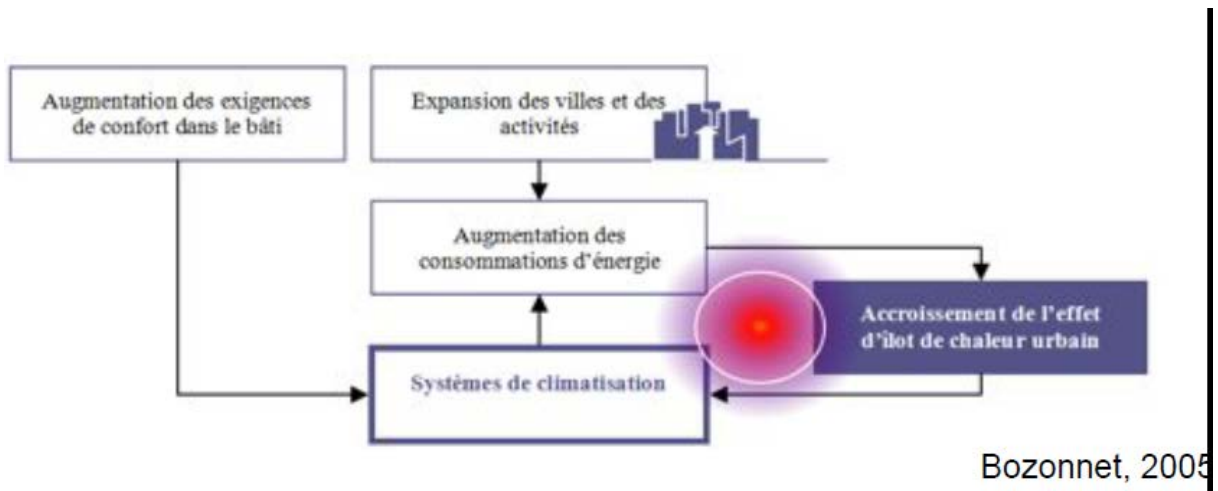 Augmentation des exigences
de confort dans le bâti
Expansion des villes et des
activités
Augmentation des
consommations d'énergie
Accroissement de l'effet
d'îlot de chaleur urbain
Systèmes de climatisation
Bozonnet, 2005